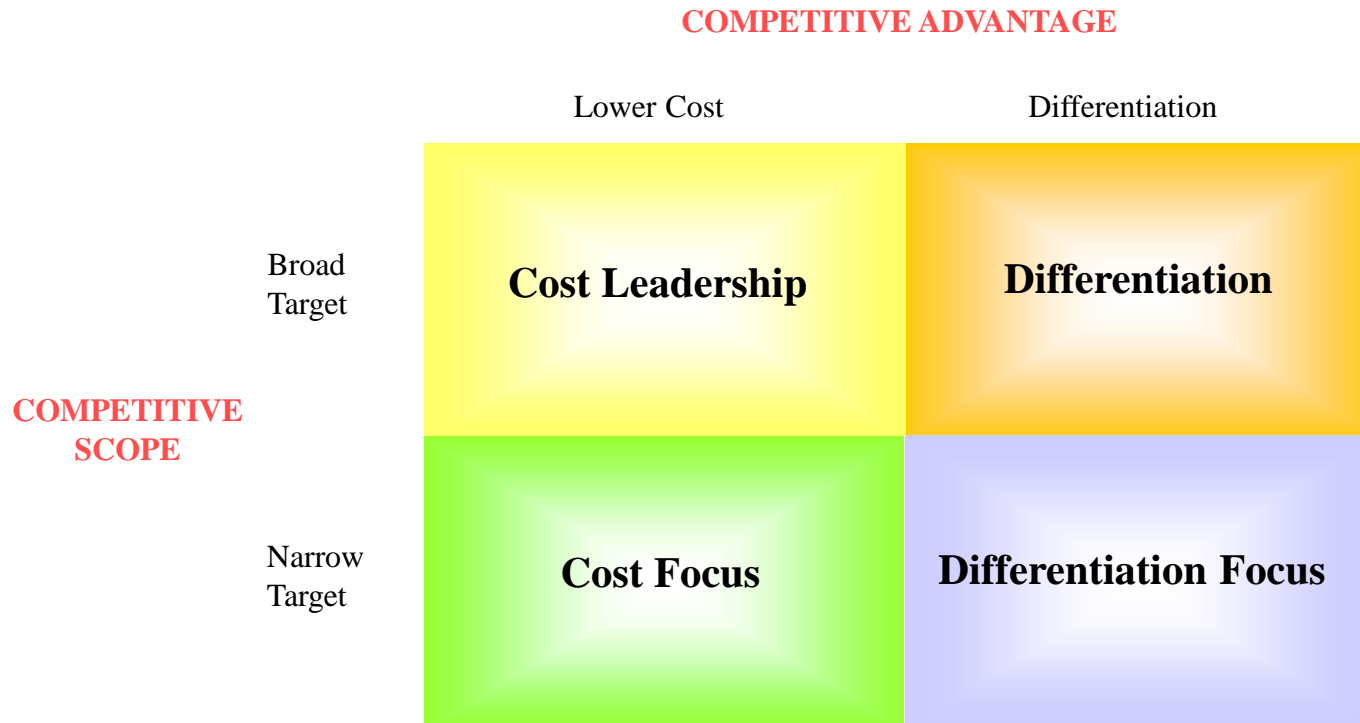 COMPETITIVE ADVANTAGE
Lower Cost
Differentiation
Broad
Target
Cost Leadership
Differentiation
COMPETITIVE
SCOPE
Narrow
Target
Cost Focus
Differentiation Focus